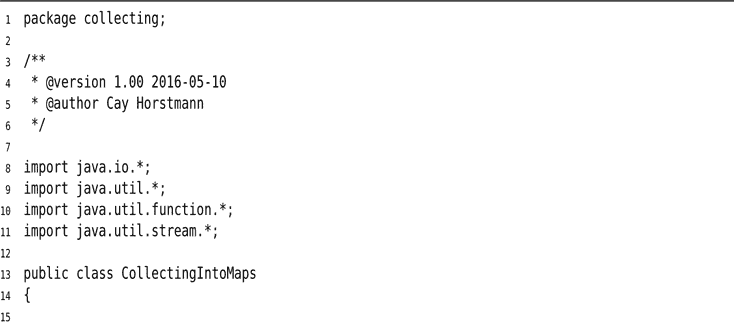 1 package collecting;
2
3 /**
4  * @version 1.00 2016-05-10
5  * @author Cay Horstmann
6  */
7
8 import java.io.*;
9 import java.util.*;
10 import java.util.function.*;
11 import java.util.stream.*;
12
13 public class CollectingIntoMaps
14 {
15